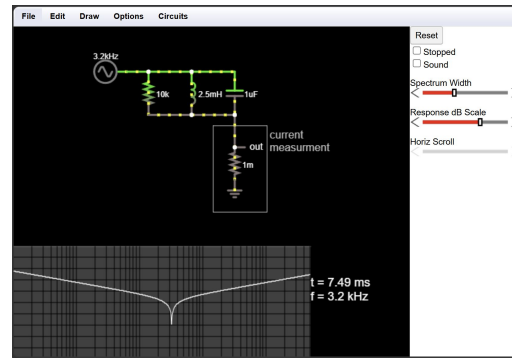 File Edit Draw Options Circuits
Reset
Stopped
Sound
Spectrum Width
Response dB Scale
Horiz Scroll
3.2kHz
10k 2.5mH 1uF
current
measurment
out
1m
t = 7.49 ms
f = 3.2 kHz